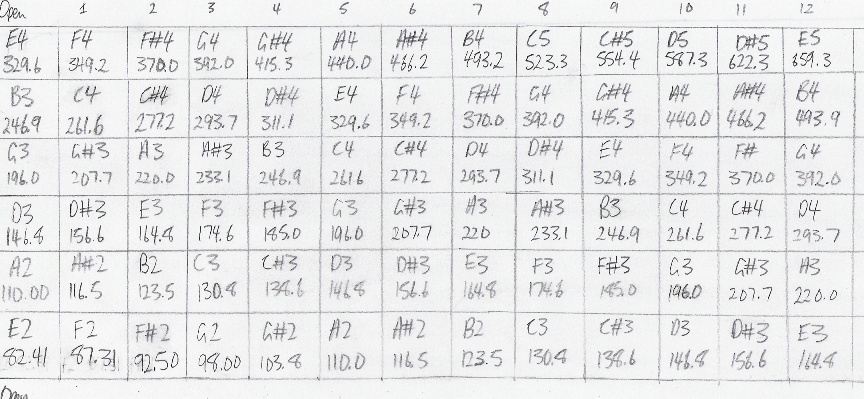 Open 1 2 3 4 5 6 7 8 9 10 11 12
E4 F4 F#4 G4 G#4 A4 A#4 B4 C5 C#5 D5 D#5 E5
329.6 349.2 370.0 392.0 415.3 440.0 466.2 493.2 523.3 554.4 587.3 622.3 659.3
B3 C4 C#4 D4 D#4 E4 F4 F#4 G4 G#4 A4 A#4 B4
246.9 261.6 277.2 293.7 311.1 329.6 349.2 370.0 392.0 415.3 440.0 466.2 493.9
G3 G#3 A3 A#3 B3 C4 C#4 D4 D#4 E4 F4 F# G4
196.0 207.7 220.0 233.1 246.9 261.6 277.2 293.7 311.1 329.6 349.2 370.0 392.0
D3 D#3 E3 F3 F#3 G3 G#3 A3 A#3 B3 C4 C#4 D4
146.8 156.6 164.8 174.6 185.0 196.0 207.7 220 233.1 246.9 261.6 277.2 293.7
A2 A#2 B2 C3 C#3 D3 D#3 E3 F3 F#3 G3 G#3 A3
110.00 116.5 123.5 130.8 138.6 146.8 156.6 164.8 174.6 185.0 196.0 207.7 220.0
E2 F2 F#2 G2 G#2 A2 A#2 B2 C3 C#3 D3 D#3 E3
82.41 87.31 92.50 98.00 103.8 110.0 116.5 123.5 130.8 138.6 146.8 156.6 164.8
Open